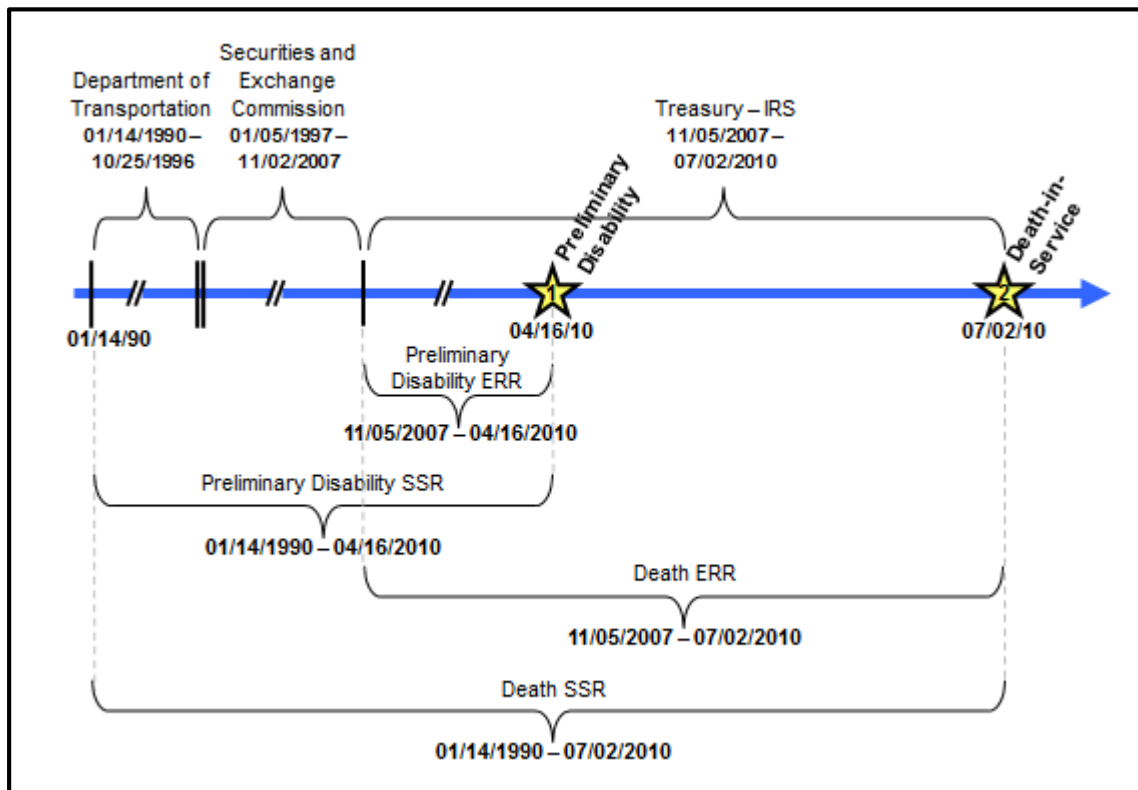 Department of
Transportation
01/14/1990 –
10/25/1996
Securities and
Exchange
Commission
01/05/1997 –
11/02/2007
Treasury – IRS
11/05/2007 –
07/02/2010
Preliminary
Disability
Death-in-
Service
1
2
01/14/90
04/16/10
07/02/10
Preliminary
Disability ERR
11/05/2007 – 04/16/2010
Preliminary Disability SSR
01/14/1990 – 04/16/2010
Death ERR
11/05/2007 – 07/02/2010
Death SSR
01/14/1990 – 07/02/2010